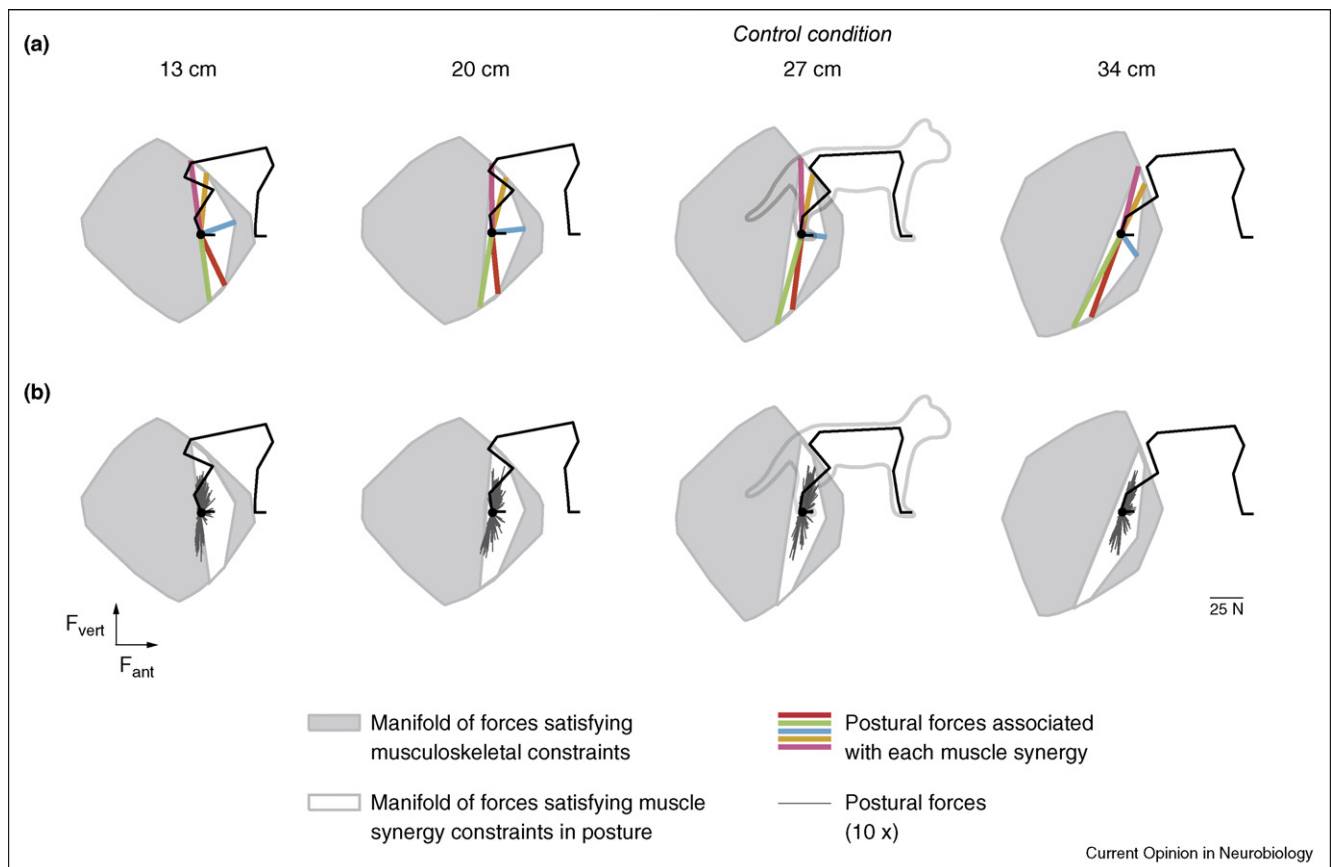 (a)
Control condition
13 cm
20 cm
27 cm
34 cm
(b)
F_vert
F_ant
25 N
Manifold of forces satisfying
musculoskeletal constraints
Postural forces associated
with each muscle synergy
Manifold of forces satisfying muscle
synergy constraints in posture
Postural forces
(10 x)
Current Opinion in Neurobiology